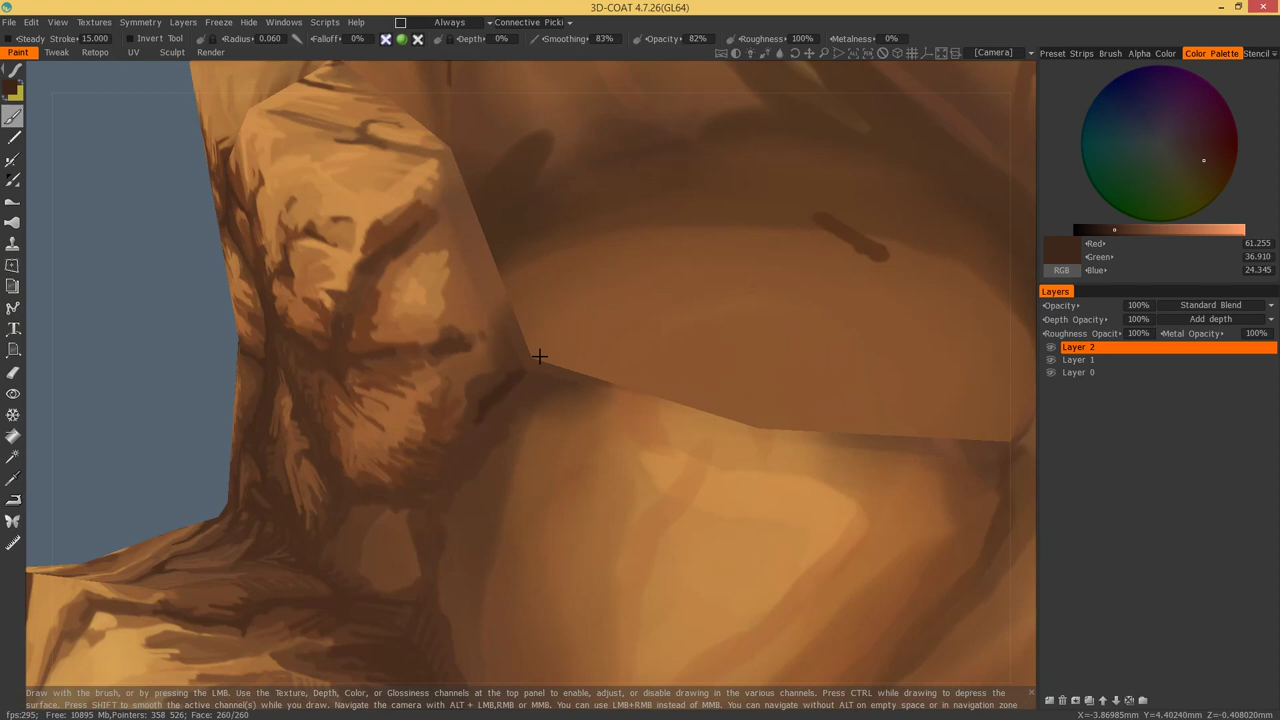 3D-COAT 4.7.26(GL64)
File Edit View Textures Symmetry Layers Freeze Hide Windows Scripts Help Always Connective Picki
Steady Stroke 15.000 Invert Tool Radius 0.060 Falloff 0% Depth 0% Smoothing 83% Opacity 82% Roughness 100% Metalness 0%
Paint Tweak Retopo UV Sculpt Render [Camera] Preset Strips Brush Alpha Color Color Palette Stencil
Red 61.255
Green 36.910
RGB Blue 24.345
Layers
Opacity 100% Standard Blend
Depth Opacity 100% Add depth
Roughness Opacit 100% Metal Opacity 100%
Layer 2
Layer 1
Layer 0
Draw with the brush, or by pressing the LMB. Use the Texture, Depth, Color, or Glossiness channels at the top panel to enable, adjust, or disable drawing in the various channels. Press CTRL while drawing to depress the
surface. Press SHIFT to smooth the active channel(s) while you draw. Navigate the camera with ALT + LMB,RMB or MMB. You can use LMB+RMB instead of MMB. You can navigate without ALT on empty space or in navigation zone
fps:295; Free: 10895 Mb,Pointers: 358 526; Face: 260/260 X=-3.86985mm Y=4.40240mm Z=-0.408020mm